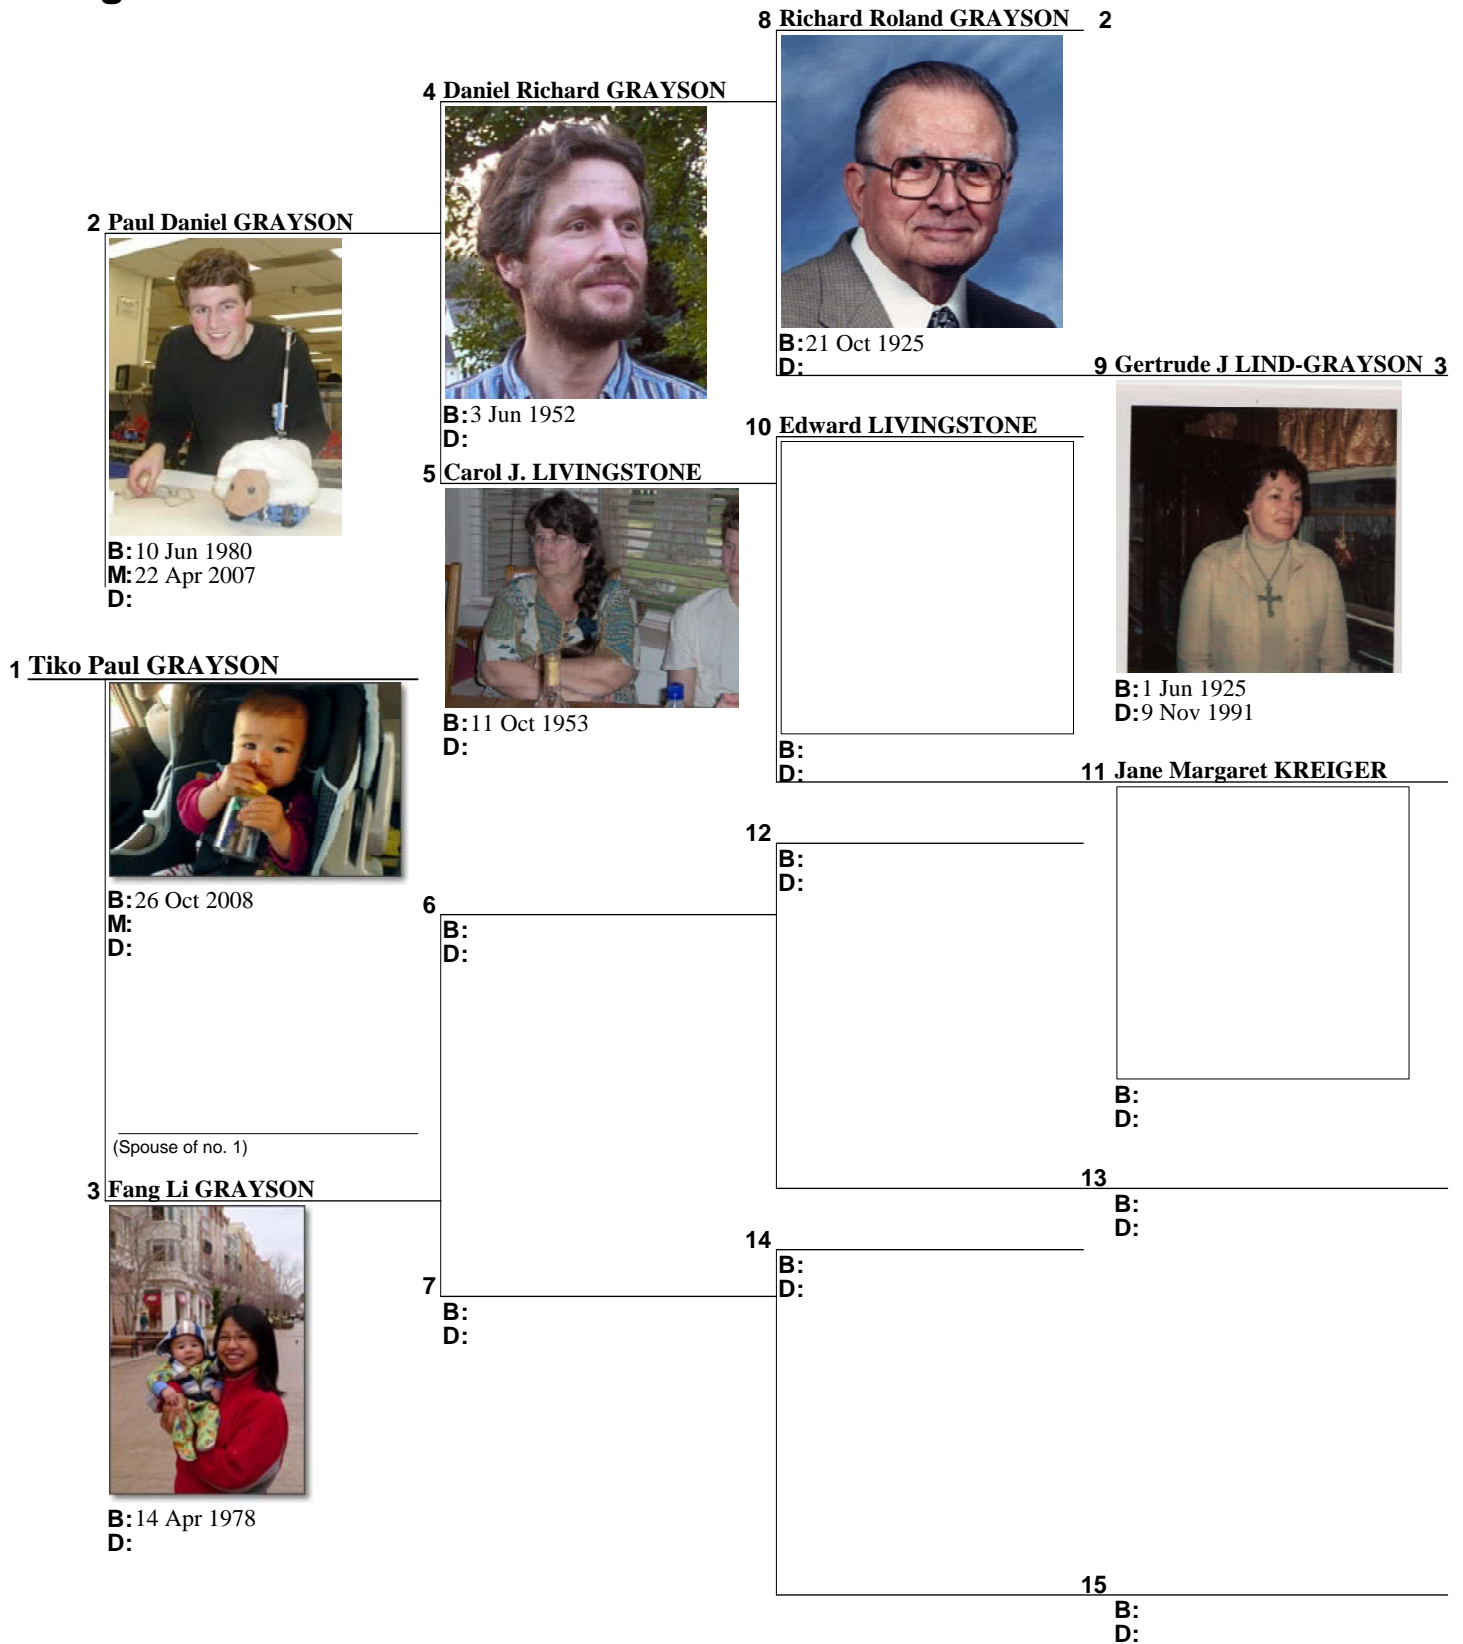 8 Richard Roland GRAYSON 2
B: 21 Oct 1925
D:
4 Daniel Richard GRAYSON
B: 3 Jun 1952
D:
9 Gertrude J LIND-GRAYSON 3
B: 1 Jun 1925
D: 9 Nov 1991
2 Paul Daniel GRAYSON
B: 10 Jun 1980
M: 22 Apr 2007
D:
10 Edward LIVINGSTONE
B:
D:
5 Carol J. LIVINGSTONE
B: 11 Oct 1953
D:
11 Jane Margaret KREIGER
B:
D:
1 Tiko Paul GRAYSON
B: 26 Oct 2008
M:
D:
12
B:
D:
6
B:
D:
13
B:
D:
(Spouse of no. 1)
3 Fang Li GRAYSON
B: 14 Apr 1978
D:
14
B:
D:
7
B:
D:
15
B:
D: